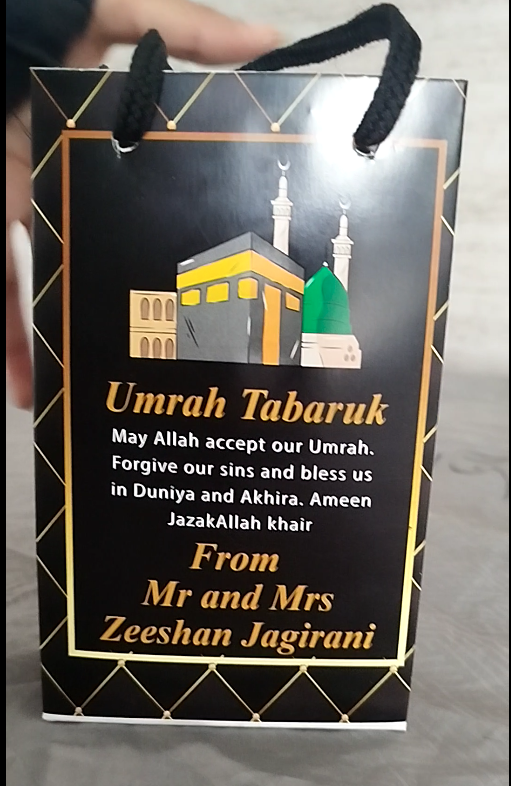 Umrah Tabaruk
May Allah accept our Umrah.
Forgive our sins and bless us
in Duniya and Akhira. Ameen
JazakAllah khair
From
Mr and Mrs
Zeeshan Jagirani